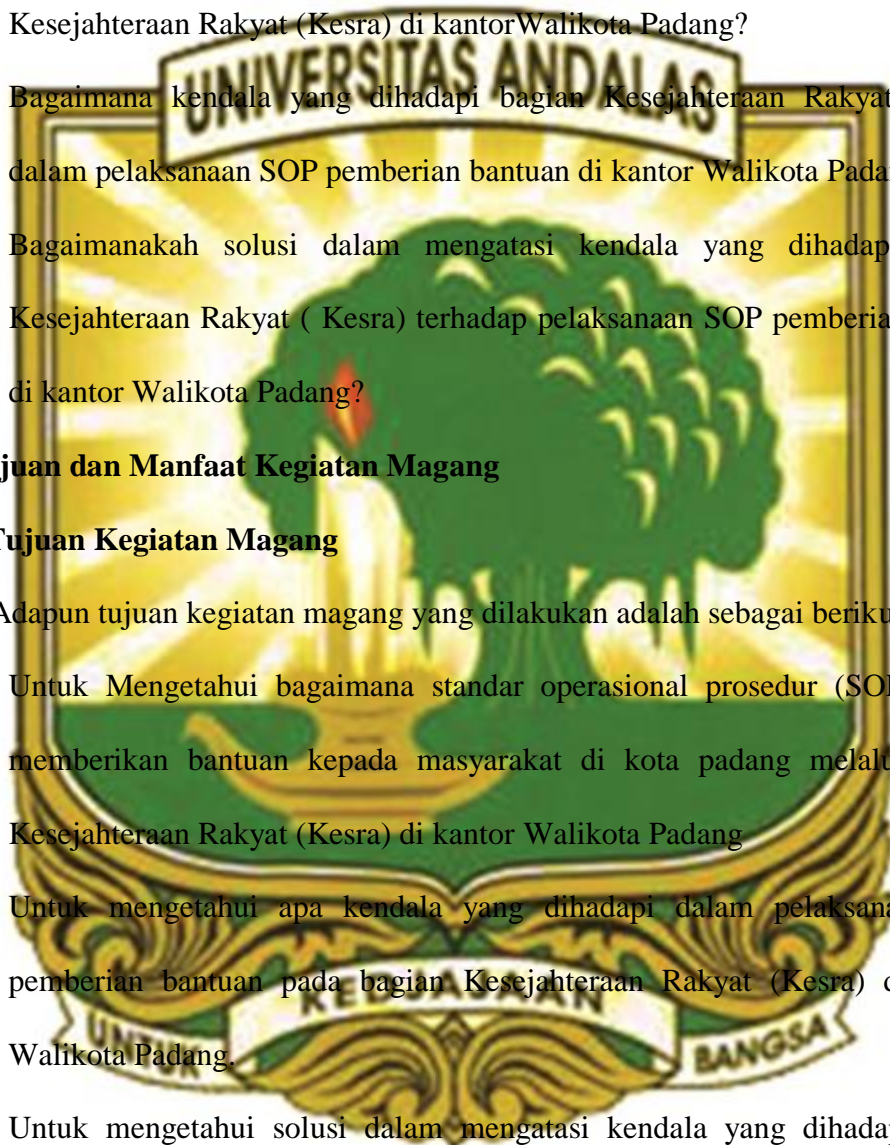 Kesejahteraan Rakyat (Kesra) di kantorWalikota Padang?
UNIVERSITAS ANDALAS
Bagaimana kendala yang dihadapi bagian Kesejahteraan Rakyat
dalam pelaksanaan SOP pemberian bantuan di kantor Walikota Padan
Bagaimanakah solusi dalam mengatasi kendala yang dihadap
Kesejahteraan Rakyat ( Kesra) terhadap pelaksanaan SOP pemberia
di kantor Walikota Padang?
juan dan Manfaat Kegiatan Magang
Tujuan Kegiatan Magang
Adapun tujuan kegiatan magang yang dilakukan adalah sebagai beriku
Untuk Mengetahui bagaimana standar operasional prosedur (SOP
memberikan bantuan kepada masyarakat di kota padang melalu
Kesejahteraan Rakyat (Kesra) di kantor Walikota Padang
Untuk mengetahui apa kendala yang dihadapi dalam pelaksana
pemberian bantuan pada bagian Kesejahteraan Rakyat (Kesra) d
KEDJAJAAN
UNTUK BANGSA
Walikota Padang.
Untuk mengetahui solusi dalam mengatasi kendala yang dihadap